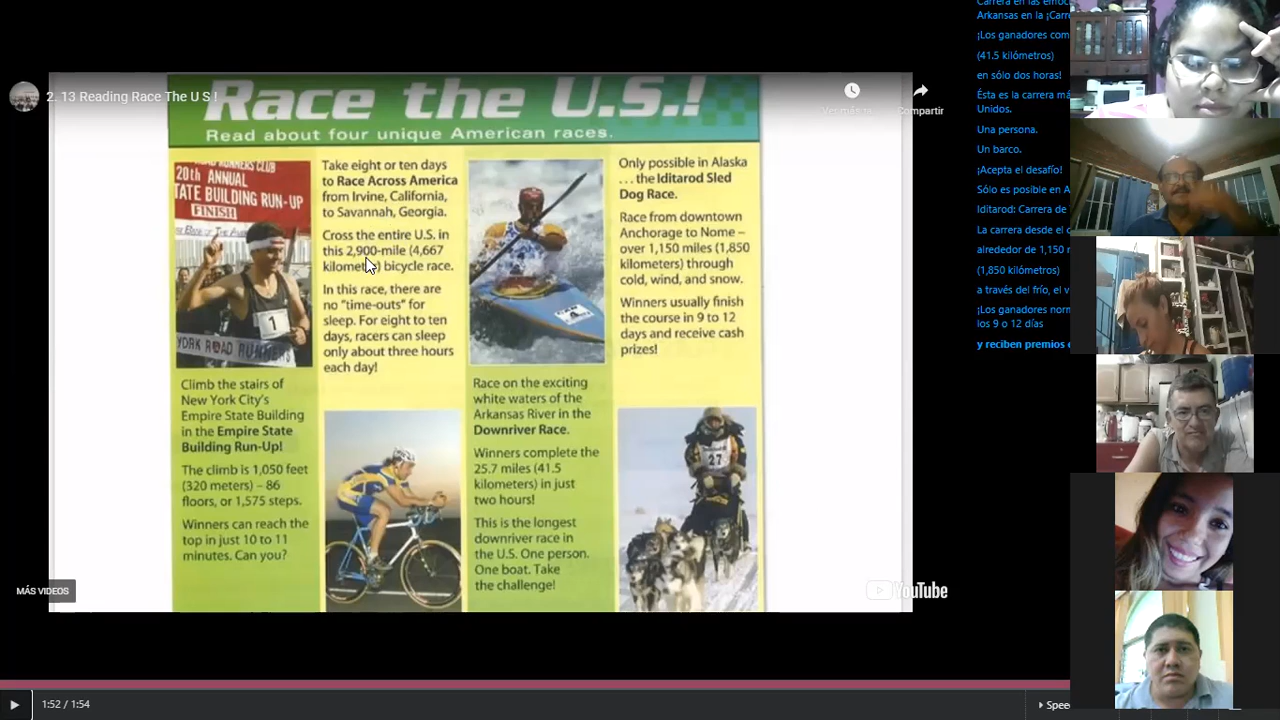 2. 13 Reading Race The U S !
Ver más ta
Compartir
Race the U.S.!
Read about four unique American races.
20th ANNUAL
TATE BUILDING RUN-UP
FINISH
1
YORK ROAD RUNNERS
Climb the stairs of
New York City's
Empire State Building
in the Empire State
Building Run-Up!
The climb is 1,050 feet
(320 meters) – 86
floors, or 1,575 steps.
Winners can reach the
top in just 10 to 11
minutes. Can you?
Take eight or ten days
to Race Across America
from Irvine, California,
to Savannah, Georgia.
Cross the entire U.S. in
this 2,900-mile (4,667
kilometers) bicycle race.
In this race, there are
no "time-outs" for
sleep. For eight to ten
days, racers can sleep
only about three hours
each day!
Race on the exciting
white waters of the
Arkansas River in the
Downriver Race.
Winners complete the
25.7 miles (41.5
kilometers) in just
two hours!
This is the longest
downriver race in
the U.S. One person.
One boat. Take
the challenge!
Only possible in Alaska
. . . the Iditarod Sled
Dog Race.
Race from downtown
Anchorage to Nome –
over 1,150 miles (1,850
kilometers) through
cold, wind, and snow.
Winners usually finish
the course in 9 to 12
days and receive cash
prizes!
27
MÁS VIDEOS
YouTube
1:52 / 1:54
Spee
Carrera en las emoc
Arkansas en la ¡Carr
¡Los ganadores com
(41.5 kilómetros)
en sólo dos horas!
Ésta es la carrera má
Unidos.
Una persona.
Un barco.
¡Acepta el desafío!
Sólo es posible en A
Iditarod: Carrera de
La carrera desde el c
alrededor de 1,150 m
(1,850 kilómetros)
a través del frío, el v
¡Los ganadores norm
los 9 o 12 días
y reciben premios e